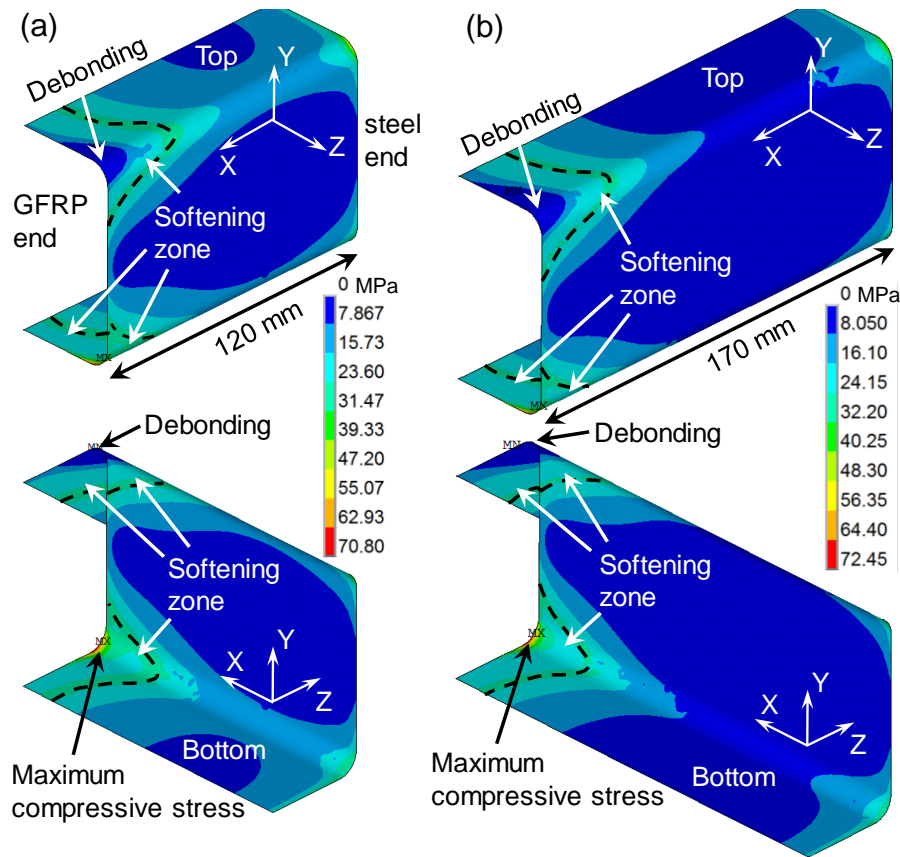 (a)
Debonding
Top
Y
X
Z
steel
end
GFRP
end
Softening
zone
MX
120 mm
0 MPa
7.867
15.73
23.60
31.47
39.33
47.20
55.07
62.93
70.80
MN
Debonding
Softening
zone
MX
X
Y
Z
Bottom
Maximum
compressive stress
(b)
Debonding
Top
Y
X
Z
MN
Softening
zone
MX
170 mm
0 MPa
8.050
16.10
24.15
32.20
40.25
48.30
56.35
64.40
72.45
MN
Debonding
Softening
zone
MX
X
Y
Z
Bottom
Maximum
compressive stress